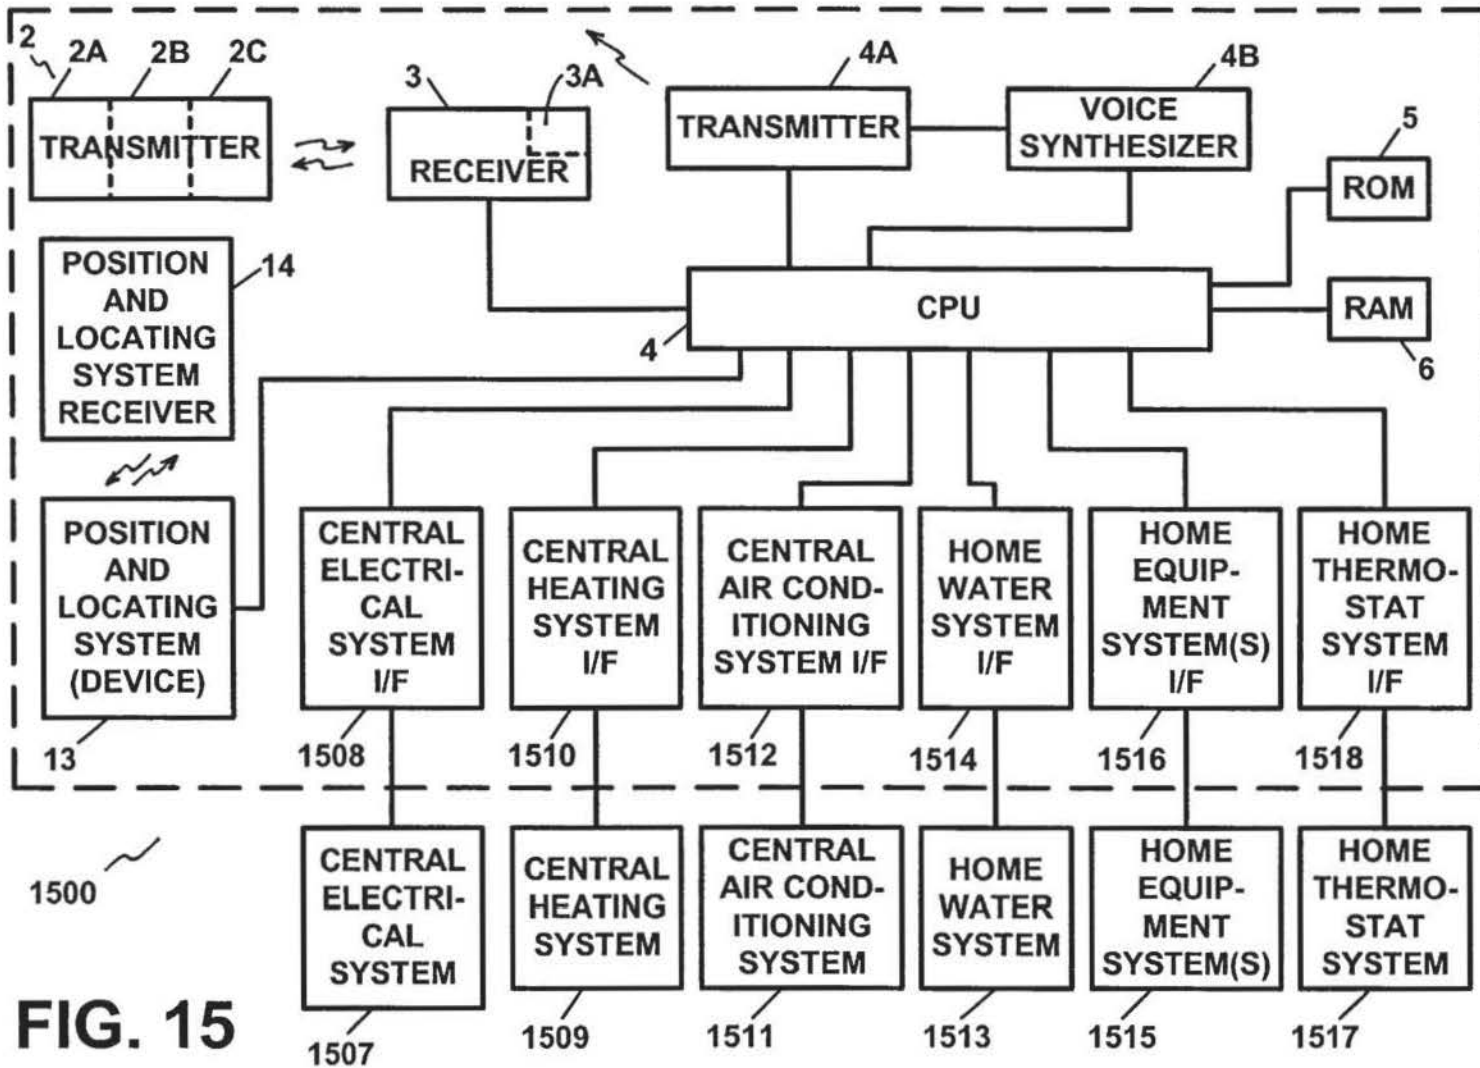 2
2A
2B
2C
TRANSMITTER
3
3A
RECEIVER
4A
TRANSMITTER
4B
VOICE
SYNTHESIZER
5
ROM
RAM
6
CPU
4
POSITION
AND
LOCATING
SYSTEM
RECEIVER
14
POSITION
AND
LOCATING
SYSTEM
(DEVICE)
13
CENTRAL
ELECTRI-
CAL
SYSTEM
I/F
1508
CENTRAL
HEATING
SYSTEM
I/F
1510
CENTRAL
AIR COND-
ITIONING
SYSTEM I/F
1512
HOME
WATER
SYSTEM
I/F
1514
HOME
EQUIP-
MENT
SYSTEM(S)
I/F
1516
HOME
THERMO-
STAT
SYSTEM
I/F
1518
1500
CENTRAL
ELECTRI-
CAL
SYSTEM
1507
CENTRAL
HEATING
SYSTEM
1509
CENTRAL
AIR COND-
ITIONING
SYSTEM
1511
HOME
WATER
SYSTEM
1513
HOME
EQUIP-
MENT
SYSTEM(S)
1515
HOME
THERMO-
STAT
SYSTEM
1517
FIG. 15